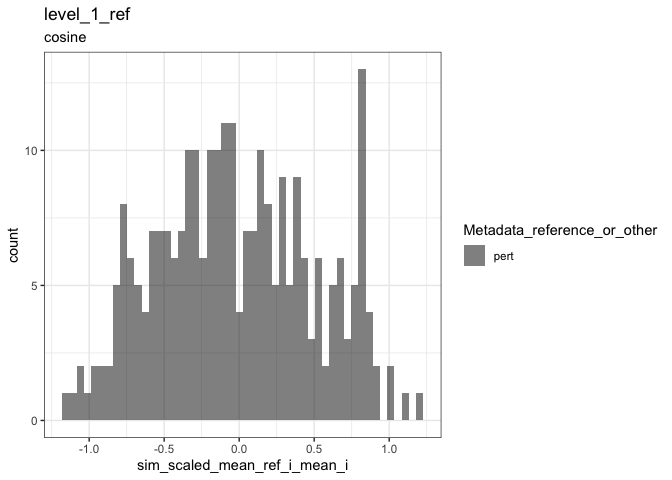 level_1_ref
cosine
10
5
0
count
-1.0 -0.5 0.0 0.5 1.0
sim_scaled_mean_ref_i_mean_i
Metadata_reference_or_other
pert